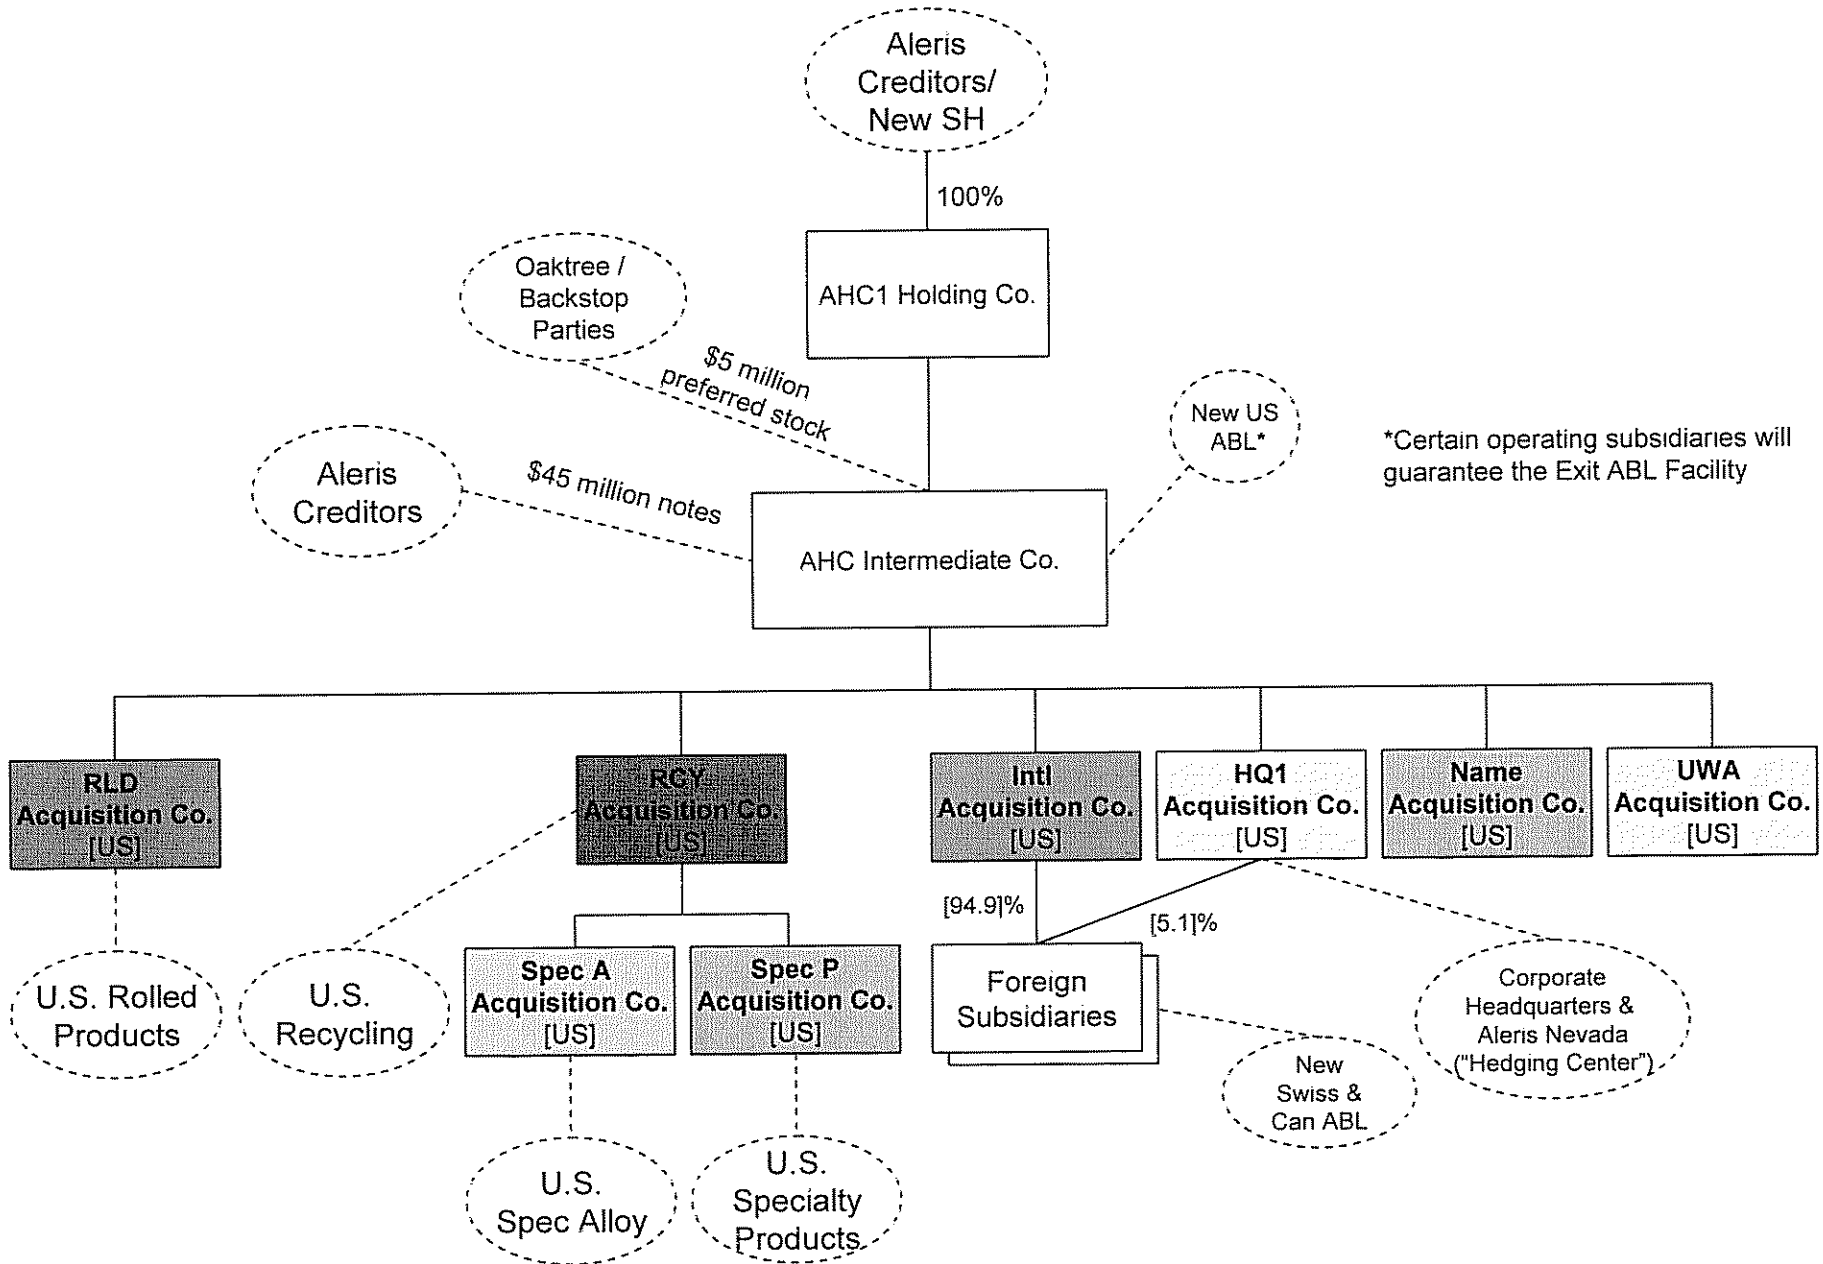 Aleris
Creditors/
New SH
100%
Oaktree /
Backstop
Parties
AHC1 Holding Co.
$5 million
preferred stock
New US
ABL*
*Certain operating subsidiaries will
guarantee the Exit ABL Facility
Aleris
Creditors
$45 million notes
AHC Intermediate Co.
RLD
Acquisition Co.
[US]
RCY
Acquisition Co.
[US]
Intl
Acquisition Co.
[US]
HQ1
Acquisition Co.
[US]
Name
Acquisition Co.
[US]
UWA
Acquisition Co.
[US]
[94.9]%
[5.1]%
U.S. Rolled
Products
U.S.
Recycling
Spec A
Acquisition Co.
[US]
Spec P
Acquisition Co.
[US]
Foreign
Subsidiaries
Corporate
Headquarters &
Aleris Nevada
("Hedging Center")
New
Swiss &
Can ABL
U.S.
Spec Alloy
U.S.
Specialty
Products